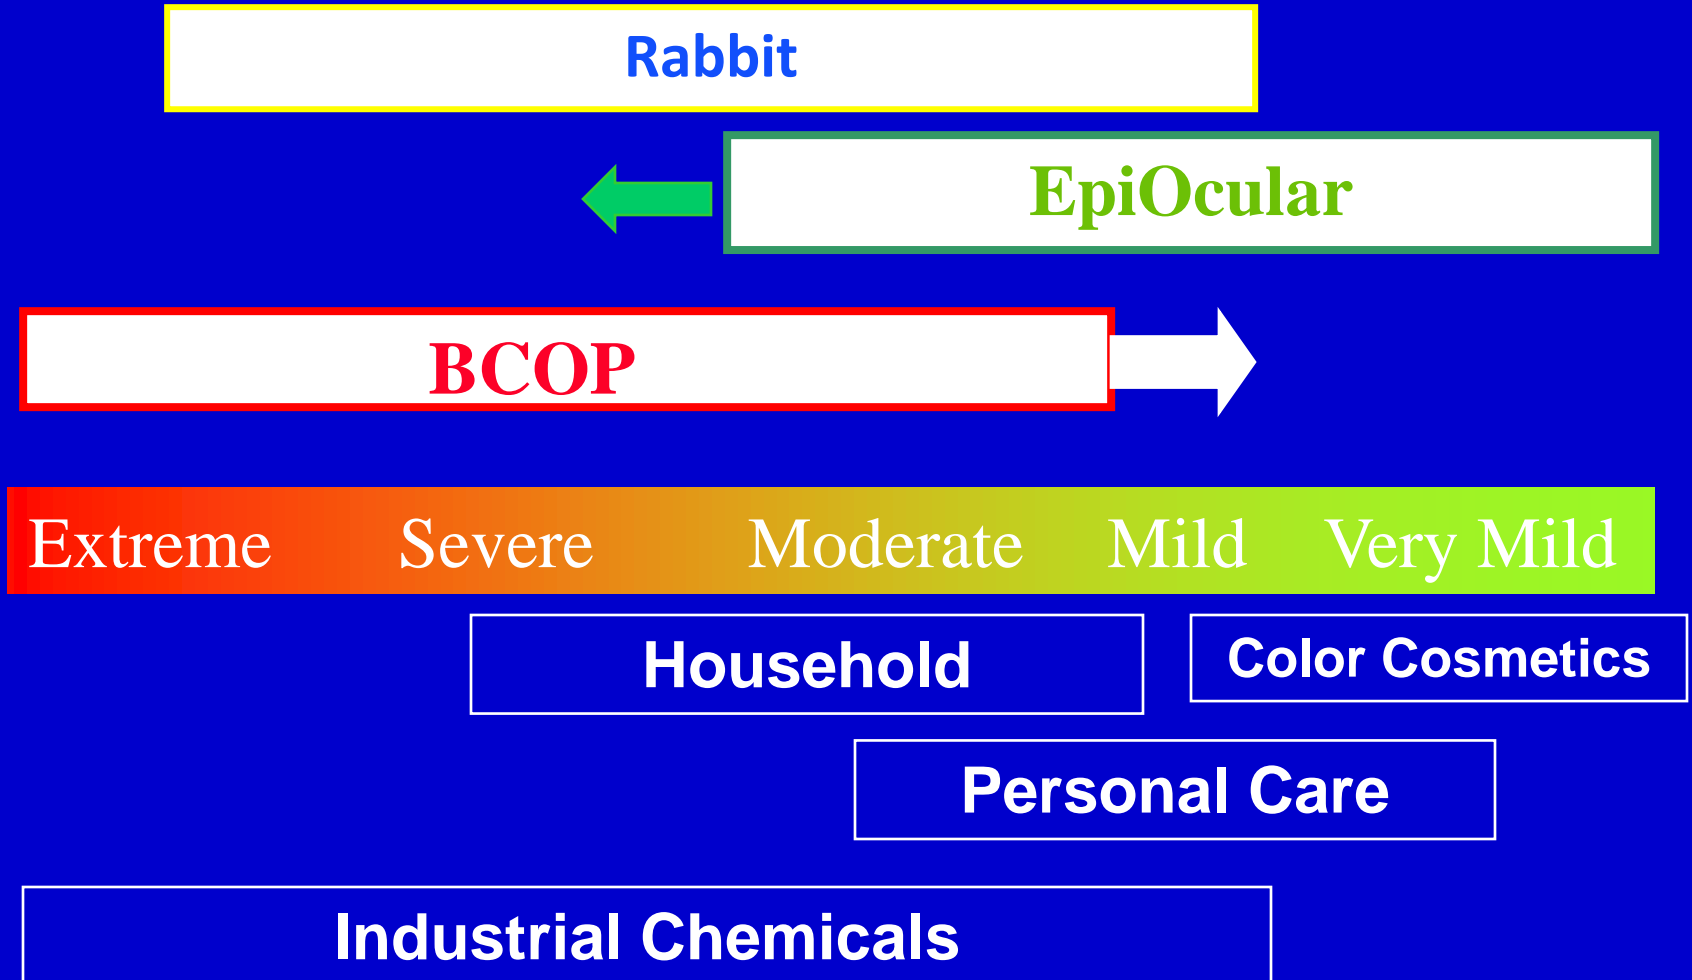 Rabbit
EpiOcular
BCOP
Extreme Severe Moderate Mild Very Mild
Household
Color Cosmetics
Personal Care
Industrial Chemicals